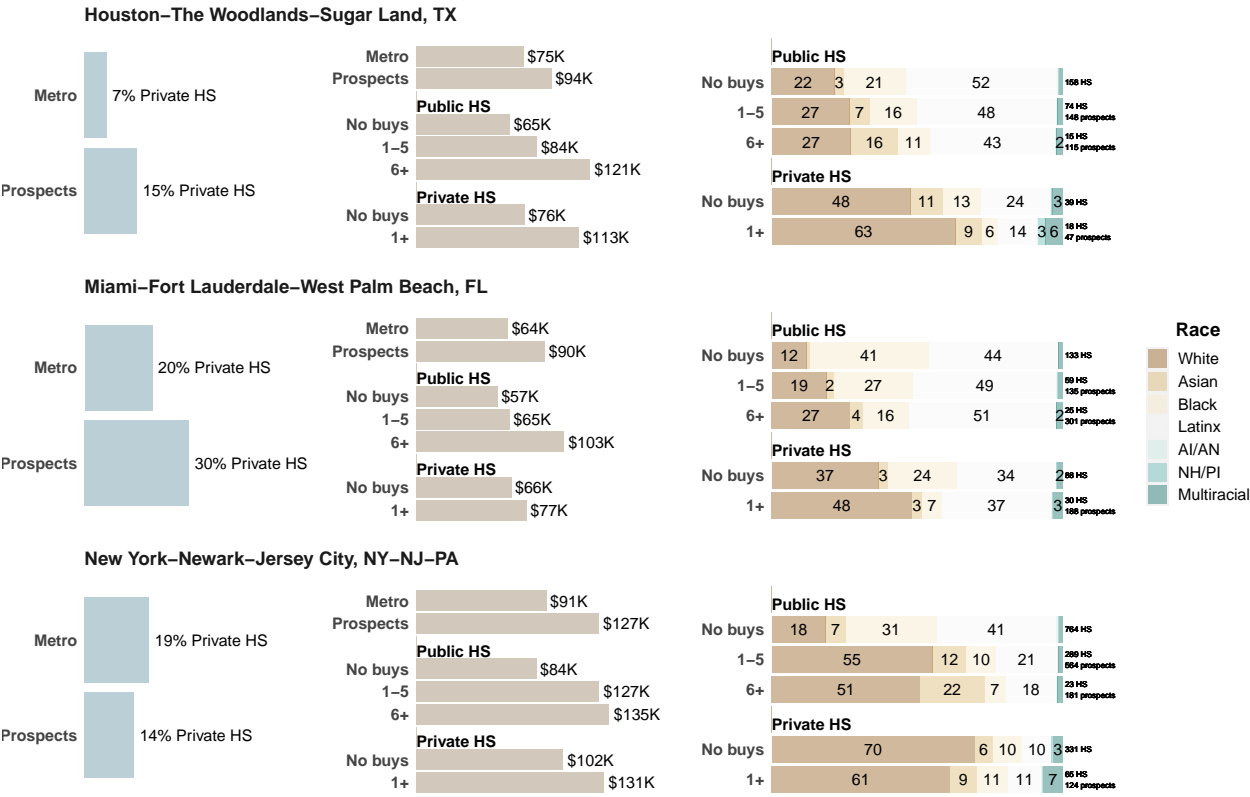 Houston−The Woodlands−Sugar Land, TX
Metro
7% Private HS
Prospects
15% Private HS
Metro $75K
Prospects $94K
Public HS
No buys $65K
1−5 $84K
6+ $121K
Private HS
No buys $76K
1+ $113K
Public HS
No buys 22 3 21 52 158 HS
1−5 27 7 16 48 74 HS
148 prospects
6+ 27 16 11 43 2 15 HS
115 prospects
Private HS
No buys 48 11 13 24 3 39 HS
1+ 63 9 6 14 3 6 18 HS
47 prospects
Miami−Fort Lauderdale−West Palm Beach, FL
Metro
20% Private HS
Prospects
30% Private HS
Metro $64K
Prospects $90K
Public HS
No buys $57K
1−5 $65K
6+ $103K
Private HS
No buys $66K
1+ $77K
Public HS
No buys 12 41 44 133 HS
1−5 19 2 27 49 59 HS
135 prospects
6+ 27 4 16 51 2 25 HS
301 prospects
Private HS
No buys 37 3 24 34 2 68 HS
1+ 48 3 7 37 3 30 HS
188 prospects
Race
White
Asian
Black
Latinx
AI/AN
NH/PI
Multiracial
New York−Newark−Jersey City, NY−NJ−PA
Metro
19% Private HS
Prospects
14% Private HS
Metro $91K
Prospects $127K
Public HS
No buys $84K
1−5 $127K
6+ $135K
Private HS
No buys $102K
1+ $131K
Public HS
No buys 18 7 31 41 764 HS
1−5 55 12 10 21 289 HS
564 prospects
6+ 51 22 7 18 23 HS
181 prospects
Private HS
No buys 70 6 10 10 3 331 HS
1+ 61 9 11 11 7 65 HS
124 prospects